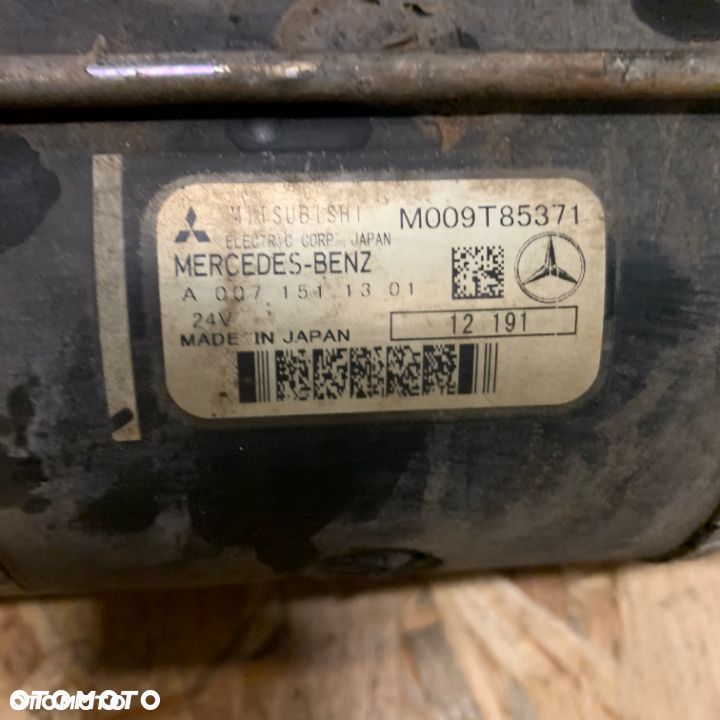 MITSUBISHI M009T85371
ELECTRIC CORP. JAPAN
MERCEDES-BENZ
A 007 151 13 01
24V 12 191
MADE IN JAPAN
OTOMOTO